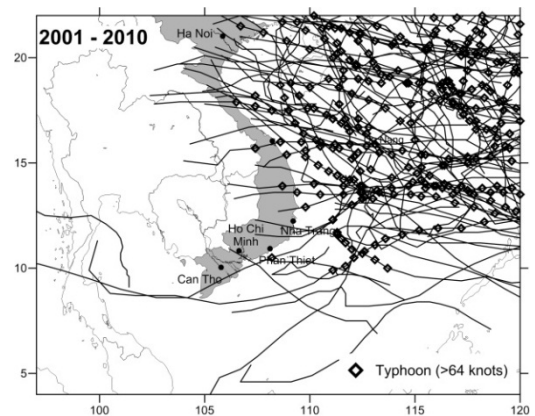 2001 - 2010
Ha Noi
20
15
Ho Chi
Minh
Nha Trang
10
Phan Thiet
Can Tho
5
Typhoon (>64 knots)
100
105
110
115
120